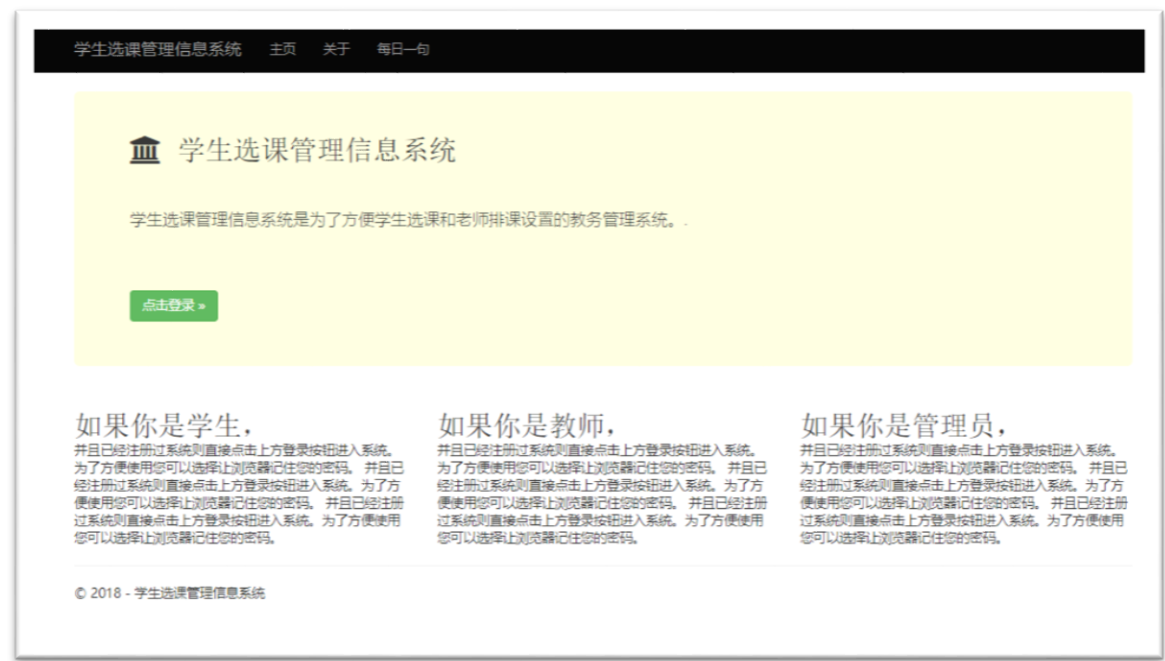 学生选课管理信息系统 主页 关于 每日一句
学生选课管理信息系统
学生选课管理信息系统是为了方便学生选课和老师排课设置的教务管理系统。.
点击登录 »
如果你是学生，
并且已经注册过系统则直接点击上方登录按钮进入系统。
为了方便使用您可以选择让浏览器记住您的密码。 并且已
经注册过系统则直接点击上方登录按钮进入系统。为了方
便使用您可以选择让浏览器记住您的密码。 并且已经注册
过系统则直接点击上方登录按钮进入系统。为了方便使用
您可以选择让浏览器记住您的密码。
如果你是教师，
并且已经注册过系统则直接点击上方登录按钮进入系统。
为了方便使用您可以选择让浏览器记住您的密码。 并且已
经注册过系统则直接点击上方登录按钮进入系统。为了方
便使用您可以选择让浏览器记住您的密码。 并且已经注册
过系统则直接点击上方登录按钮进入系统。为了方便使用
您可以选择让浏览器记住您的密码。
如果你是管理员，
并且已经注册过系统则直接点击上方登录按钮进入系统。
为了方便使用您可以选择让浏览器记住您的密码。 并且已
经注册过系统则直接点击上方登录按钮进入系统。为了方
便使用您可以选择让浏览器记住您的密码。 并且已经注册
过系统则直接点击上方登录按钮进入系统。为了方便使用
您可以选择让浏览器记住您的密码。
© 2018 - 学生选课管理信息系统